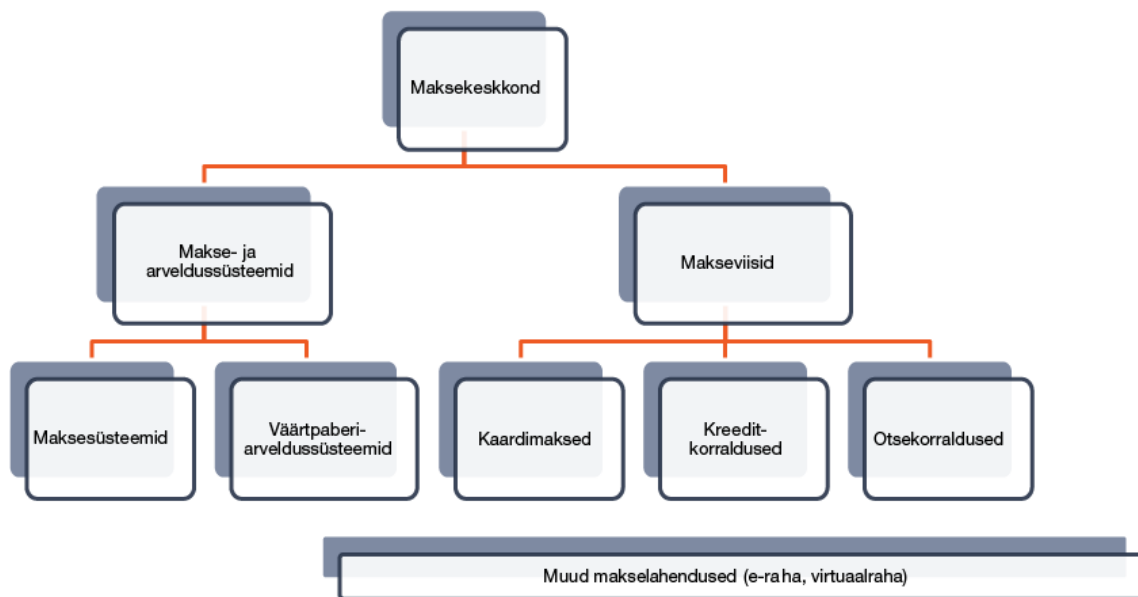 Maksekeskkond
Makse- ja
arveldussüsteemid
Makseviisid
Maksesüsteemid
Väärtpaberi-
arveldussüsteemid
Kaardimaksed
Kreedit-
korraldused
Otsekorraldused
Muud makselahendused (e-raha, virtuaalraha)